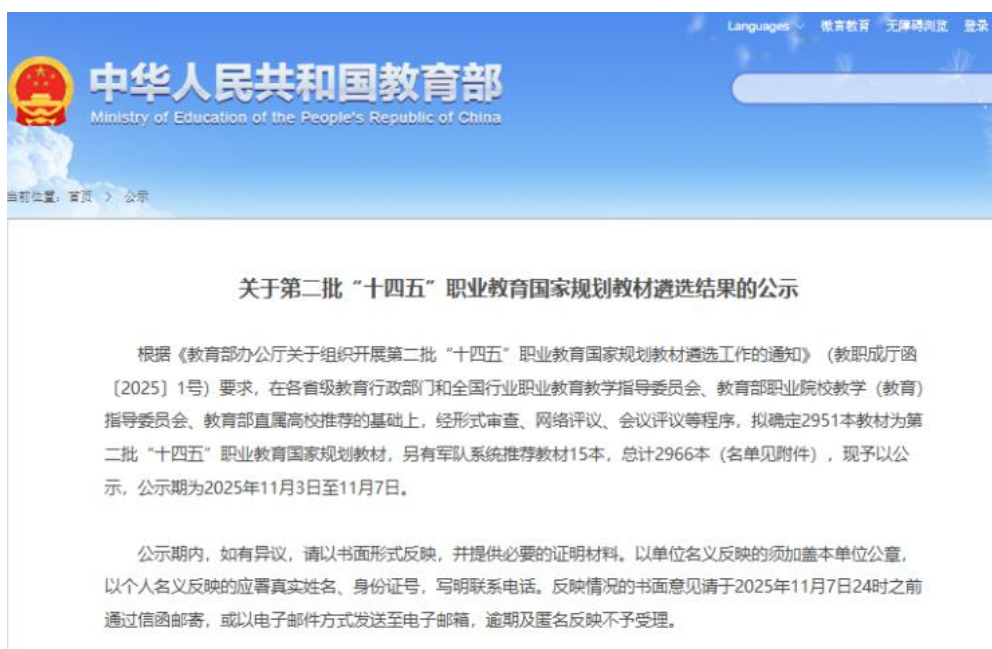 Languages 微言教育 无障碍浏览 登录
中华人民共和国教育部
Ministry of Education of the People's Republic of China
当前位置：首页 > 公示
关于第二批“十四五”职业教育国家规划教材遴选结果的公示
根据《教育部办公厅关于组织开展第二批“十四五”职业教育国家规划教材遴选工作的通知》（教职成厅函
〔2025〕1号）要求，在各省级教育行政部门和全国行业职业教育教学指导委员会、教育部职业院校教学（教育）
指导委员会、教育部直属高校推荐的基础上，经形式审查、网络评议、会议评议等程序，拟确定2951本教材为第
二批“十四五”职业教育国家规划教材，另有军队系统推荐教材15本，总计2966本（名单见附件），现予以公
示，公示期为2025年11月3日至11月7日。
公示期内，如有异议，请以书面形式反映，并提供必要的证明材料。以单位名义反映的须加盖本单位公章，
以个人名义反映的应署真实姓名、身份证号，写明联系电话。反映情况的书面意见请于2025年11月7日24时之前
通过信函邮寄，或以电子邮件方式发送至电子邮箱，逾期及匿名反映不予受理。